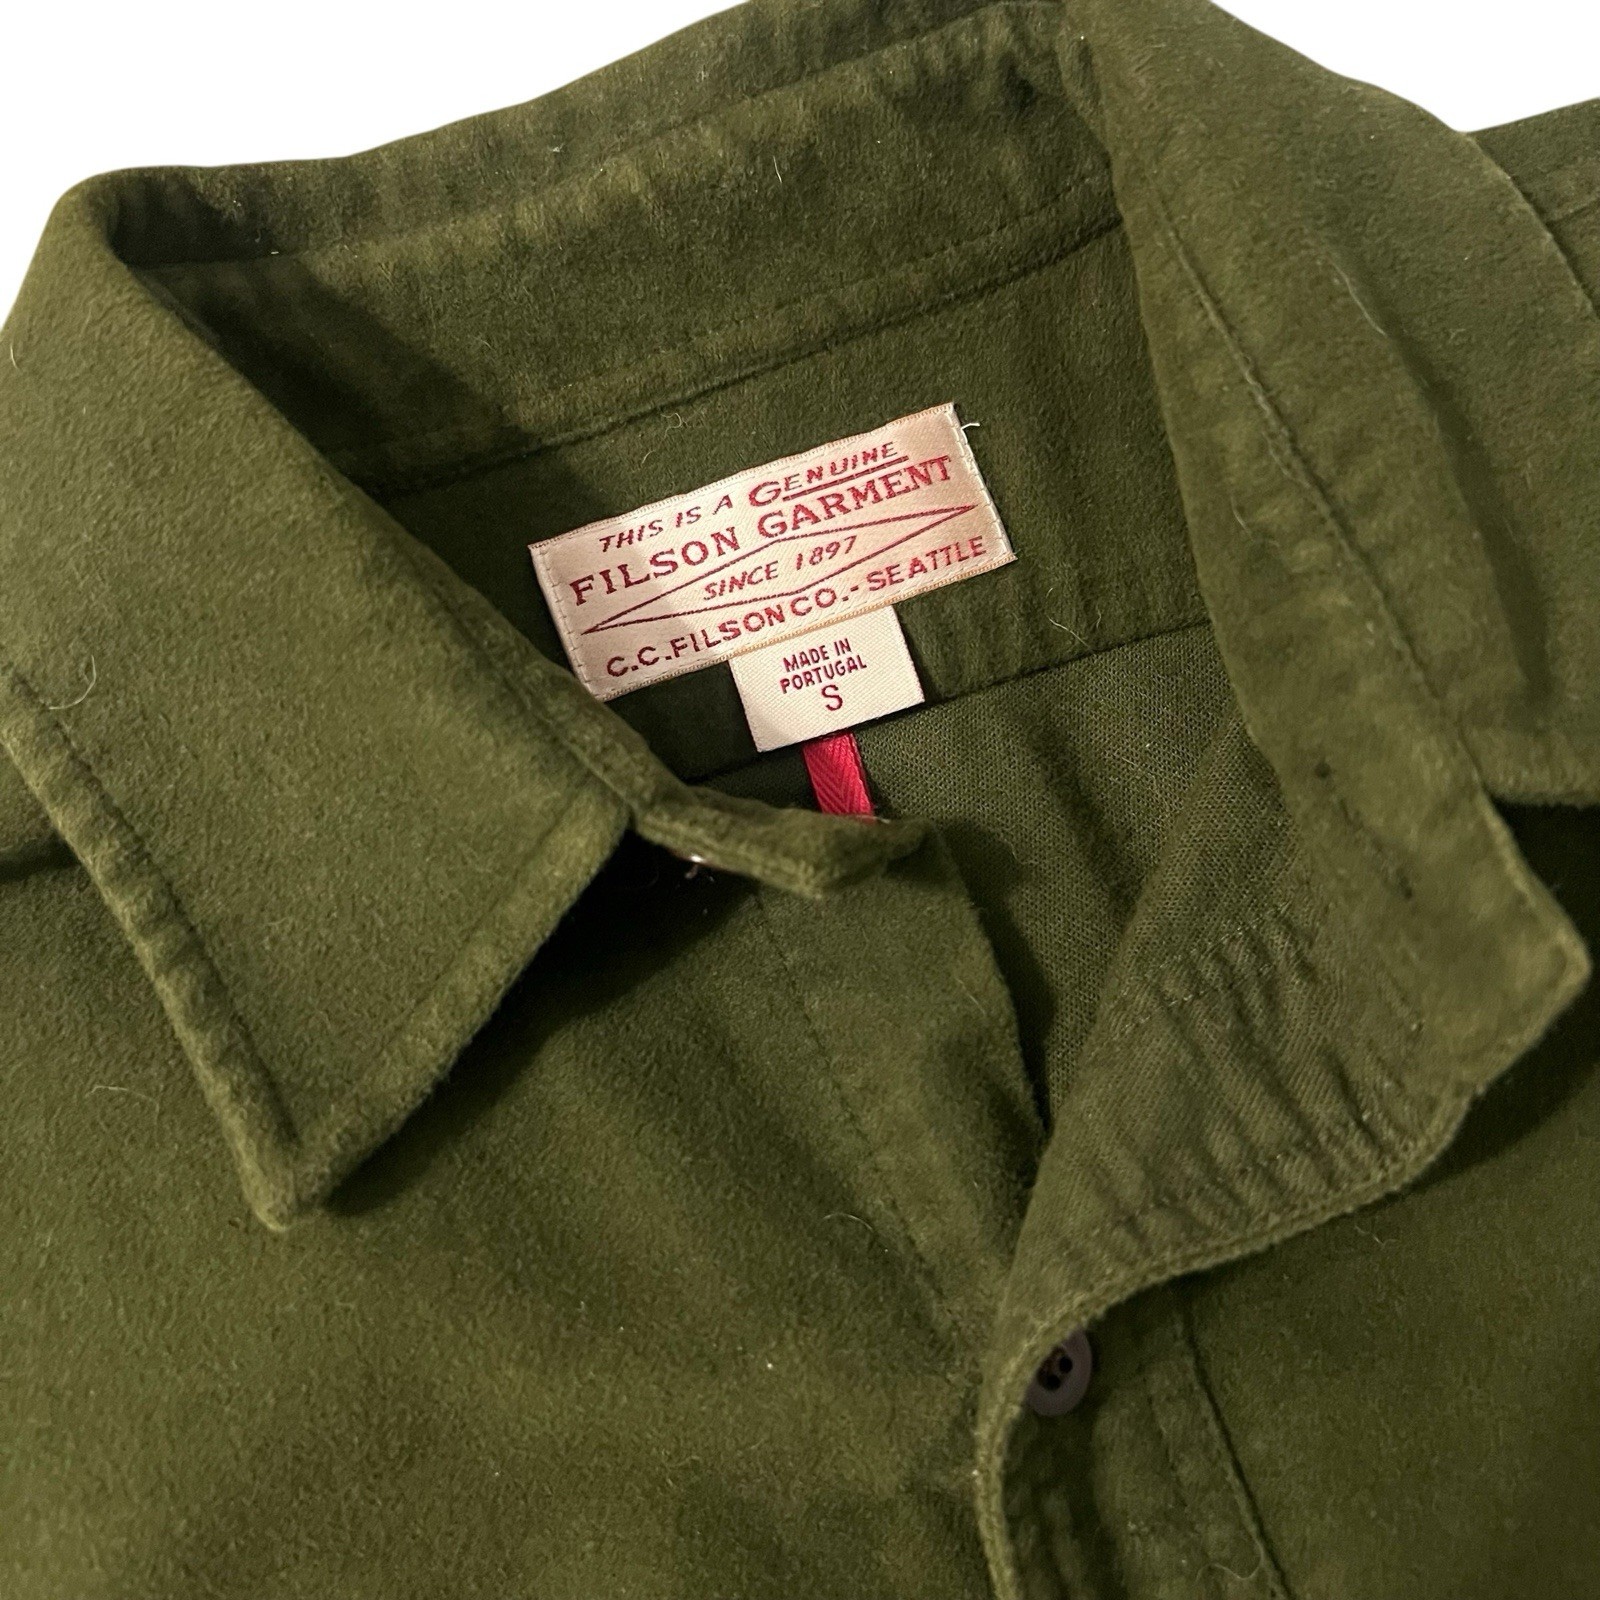 THIS IS A GENUINE
FILSON GARMENT
SINCE 1897
C.C.FILSON CO.-SEATTLE
MADE IN
PORTUGAL
S